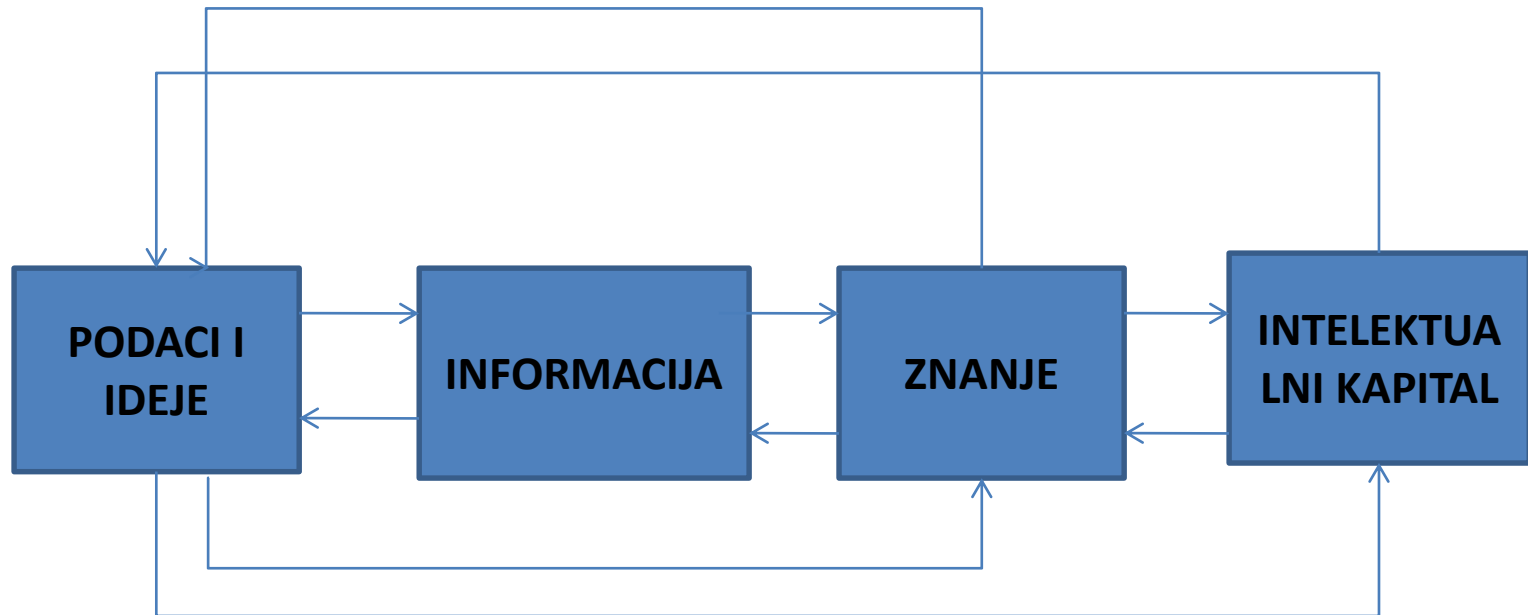 PODACI I
IDEJE
INFORMACIJA
ZNANJE
INTELEKTUA
LNI KAPITAL